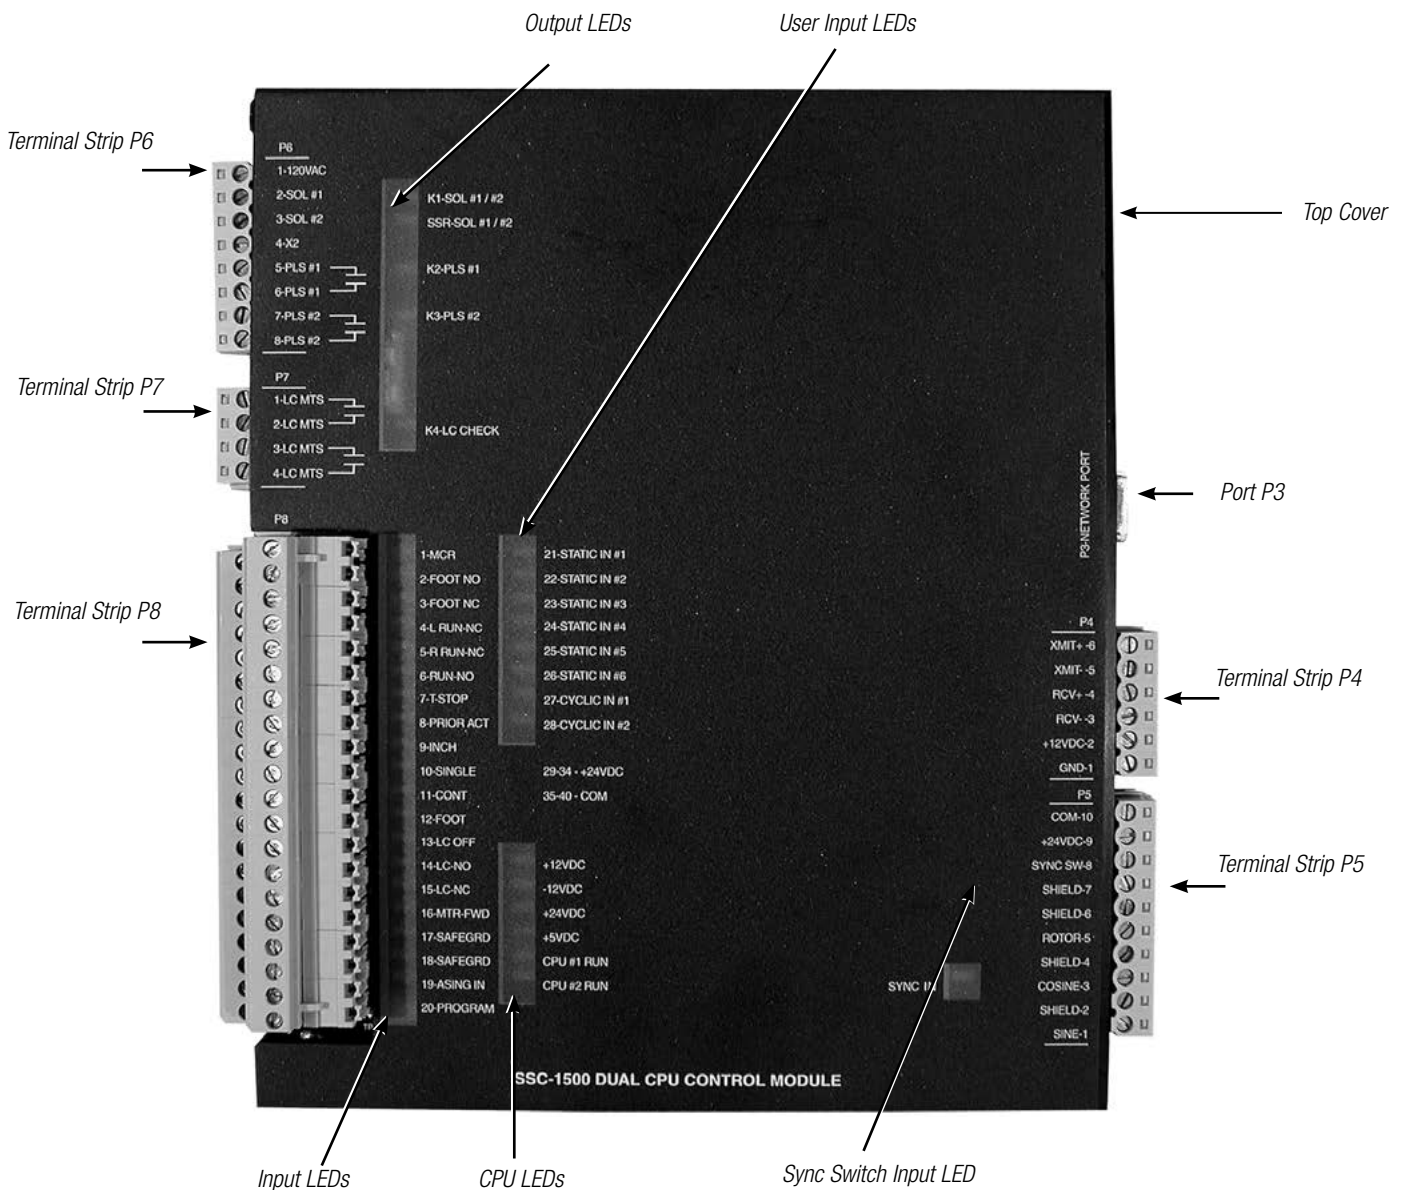 Output LEDs
User Input LEDs
Terminal Strip P6
P6
1-120VAC
2-SOL #1
3-SOL #2
4-X2
5-PLS #1
6-PLS #1
7-PLS #2
8-PLS #2
K1-SOL #1 / #2
SSR-SOL #1 / #2
K2-PLS #1
K3-PLS #2
Top Cover
Terminal Strip P7
P7
1-LC MTS
2-LC MTS
3-LC MTS
4-LC MTS
K4-LC CHECK
P3-NETWORK PORT
Port P3
Terminal Strip P8
P8
1-MCR
2-FOOT NO
3-FOOT NC
4-L RUN-NC
5-R RUN-NC
6-RUN-NO
7-T-STOP
8-PRIOR ACT
9-INCH
10-SINGLE
11-CONT
12-FOOT
13-LC OFF
14-LC-NO
15-LC-NC
16-MTR-FWD
17-SAFEGRD
18-SAFEGRD
19-ASING IN
20-PROGRAM
21-STATIC IN #1
22-STATIC IN #2
23-STATIC IN #3
24-STATIC IN #4
25-STATIC IN #5
26-STATIC IN #6
27-CYCLIC IN #1
28-CYCLIC IN #2
29-34 - +24VDC
35-40 - COM
+12VDC
-12VDC
+24VDC
+5VDC
CPU #1 RUN
CPU #2 RUN
P4
XMIT+ -6
XMIT- -5
RCV+ -4
RCV- -3
+12VDC-2
GND-1
Terminal Strip P4
P5
COM-10
+24VDC-9
SYNC SW-8
SHIELD-7
SHIELD-6
ROTOR-5
SHIELD-4
COSINE-3
SHIELD-2
SINE-1
Terminal Strip P5
SYNC IN
SSC-1500 DUAL CPU CONTROL MODULE
Input LEDs
CPU LEDs
Sync Switch Input LED